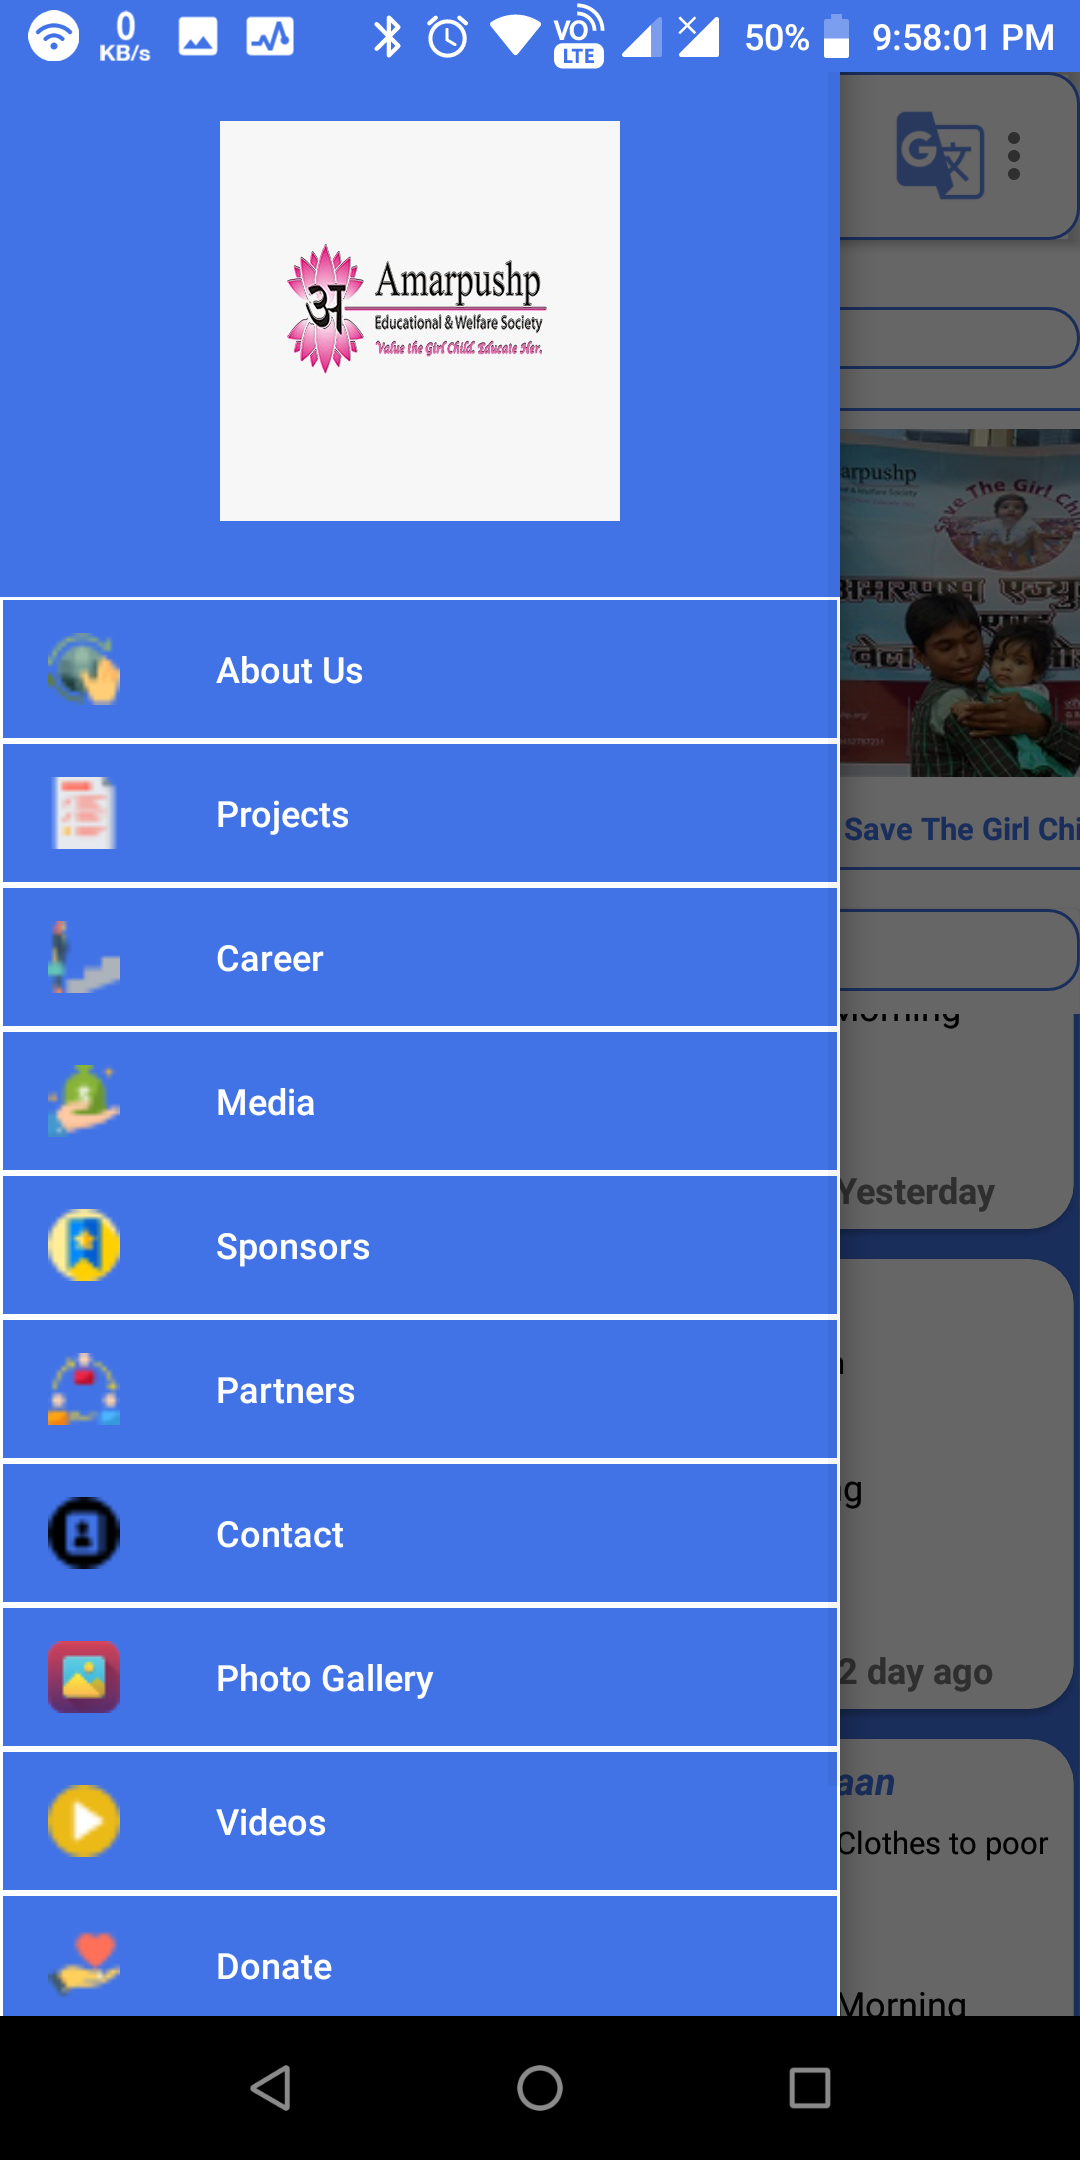 0
KB/s
VO
LTE
50%
9:58:01 PM
अ
Amarpushp
Educational & Welfare Society
Value the Girl Child. Educate Her.
About Us
Projects
Career
Media
Sponsors
Partners
Contact
Photo Gallery
Videos
Donate
G
arpushp
Save The Girl Chi
Save The Girl Chi
Morning
Yesterday
g
2 day ago
aan
Clothes to poor
Morning